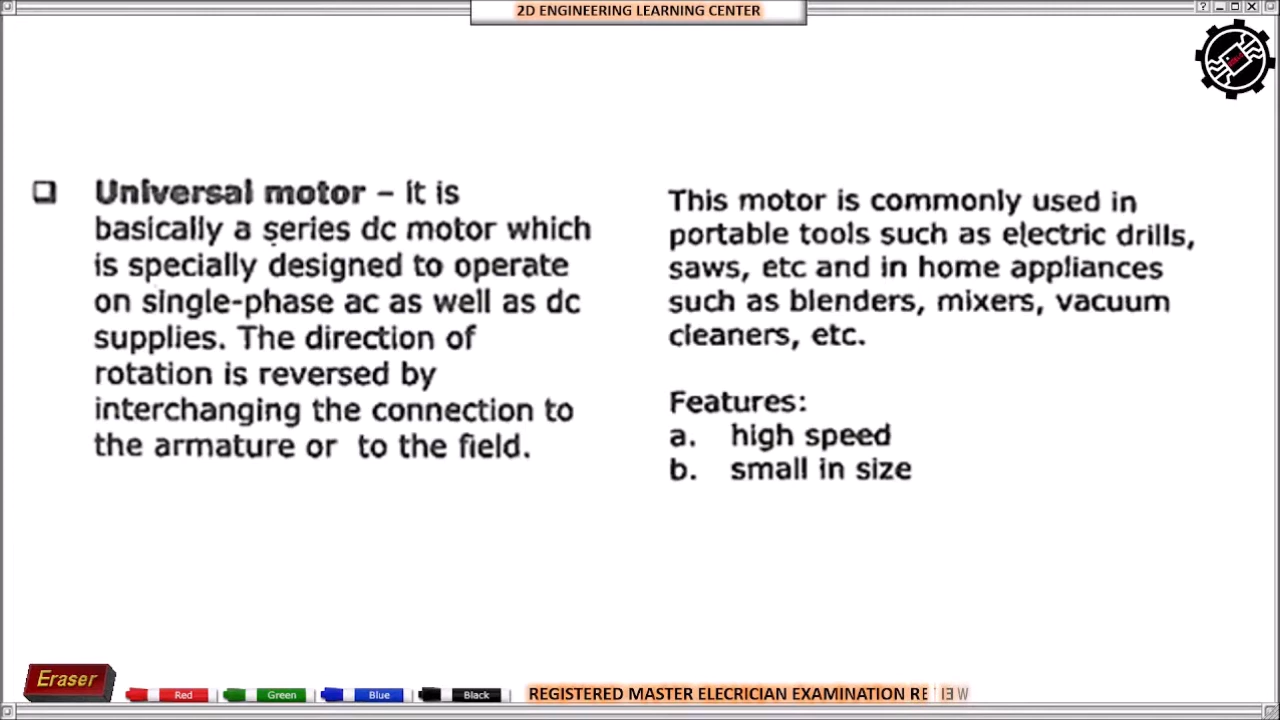 2D ENGINEERING LEARNING CENTER
❑ Universal motor – it is
basically a series dc motor which
is specially designed to operate
on single-phase ac as well as dc
supplies. The direction of
rotation is reversed by
interchanging the connection to
the armature or to the field.
This motor is commonly used in
portable tools such as electric drills,
saws, etc and in home appliances
such as blenders, mixers, vacuum
cleaners, etc.
Features:
a. high speed
b. small in size
Eraser
Red
Green
Blue
Black
REGISTERED MASTER ELECRICIAN EXAMINATION